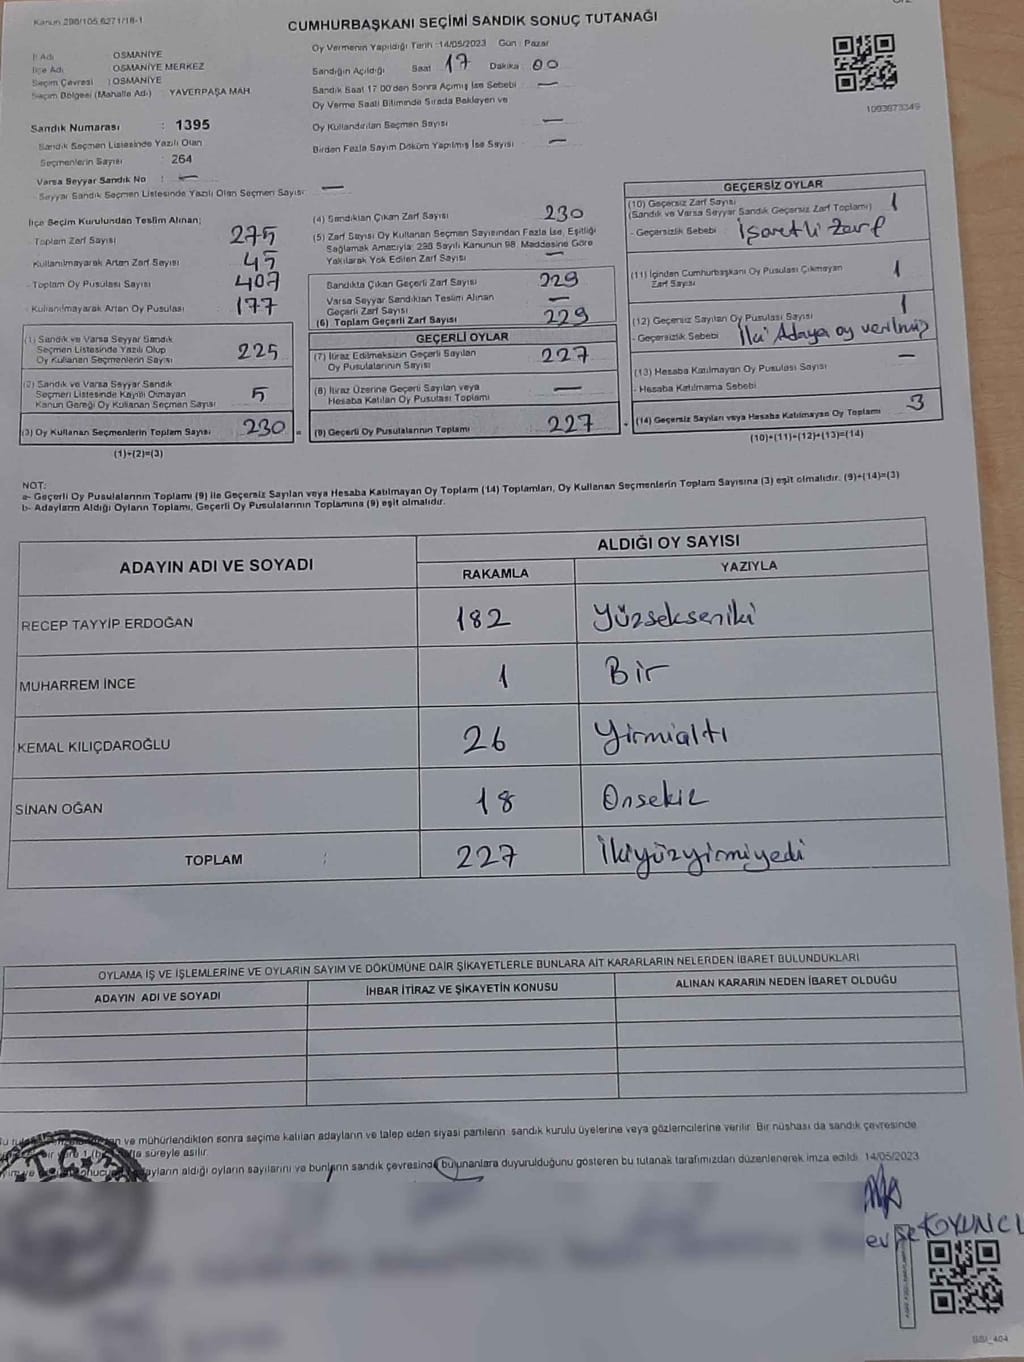 Kanun 298/105,6271/18-1
CUMHURBAŞKANI SEÇİMİ SANDIK SONUÇ TUTANAĞI
İl Adı OSMANİYE
İlçe Adı OSMANİYE MERKEZ
Seçim Çevresi : OSMANİYE
Seçim Bölgesi (Mahalle Adı) : YAVERPAŞA MAH.
Oy Vermenin Yapıldığı Tarih : 14/05/2023 Gün : Pazar
Sandığın Açıldığı Saat 17 Dakika 00
Sandık Saat 17.00'den Sonra Açımış İse Sebebi —
Oy Verme Saati Bitiminde Sırada Bekleyen ve
Oy Kullandırılan Seçmen Sayısı —
Birden Fazla Sayım Döküm Yapılmış İse Sayısı —
1093873349
Sandık Numarası : 1395
Sandık Seçmen Listesinde Yazılı Olan
Seçmenlerin Sayısı : 264
Varsa Seyyar Sandık No : —
Seyyar Sandık Seçmen Listesinde Yazılı Olan Seçmen Sayısı —
İlçe Seçim Kurulundan Teslim Alınan;
- Toplam Zarf Sayısı 275
- Kullanılmayarak Artan Zarf Sayısı 45
- Toplam Oy Pusulası Sayısı 407
- Kullanılmayarak Artan Oy Pusulası 177
(1) Sandık ve Varsa Seyyar Sandık
Seçmen Listesinde Yazılı Olup
Oy Kullanan Seçmenlerin Sayısı 225
(2) Sandık ve Varsa Seyyar Sandık
Seçmen Listesinde Kayıtlı Olmayan
Kanun Gereği Oy Kullanan Seçmen Sayısı 5
(3) Oy Kullanan Seçmenlerin Toplam Sayısı 230 =
(1)+(2)=(3)
(4) Sandıktan Çıkan Zarf Sayısı 230
(5) Zarf Sayısı Oy Kullanan Seçmen Sayısından Fazla İse, Eşitliği
Sağlamak Amacıyla; 298 Sayılı Kanunun 98. Maddesine Göre
Yakılarak Yok Edilen Zarf Sayısı —
Sandıkta Çıkan Geçerli Zarf Sayısı 229
Varsa Seyyar Sandıktan Teslim Alınan
Geçerli Zarf Sayısı —
(6) Toplam Geçerli Zarf Sayısı 229
GEÇERLİ OYLAR
(7) İtiraz Edilmeksizin Geçerli Sayılan
Oy Pusulalarının Sayısı 227
(8) İtiraz Üzerine Geçerli Sayılan veya
Hesaba Katılan Oy Pusulası Toplamı —
(9) Geçerli Oy Pusulalarının Toplamı 227 +
GEÇERSİZ OYLAR
(10) Geçersiz Zarf Sayısı 1
(Sandık ve Varsa Seyyar Sandık Geçersiz Zarf Toplamı)
- Geçersizlik Sebebi : İşaretli Zarf
(11) İçinden Cumhurbaşkanı Oy Pusulası Çıkmayan
Zarf Sayısı 1
(12) Geçersiz Sayılan Oy Pusulası Sayısı 1
- Geçersizlik Sebebi İki Adaya oy verilmiş
(13) Hesaba Katılmayan Oy Pusulası Sayısı —
- Hesaba Katılmama Sebebi
(14) Geçersiz Sayılan veya Hesaba Katılmayan Oy Toplamı 3
(10)+(11)+(12)+(13)=(14)
NOT:
a- Geçerli Oy Pusulalarının Toplamı (9) ile Geçersiz Sayılan veya Hesaba Katılmayan Oy Toplam (14) Toplamları, Oy Kullanan Seçmenlerin Toplam Sayısına (3) eşit olmalıdır. (9)+(14)=(3)
b- Adayların Aldığı Oyların Toplamı, Geçerli Oy Pusulalarının Toplamına (9) eşit olmalıdır.
ADAYIN ADI VE SOYADI
ALDIĞI OY SAYISI
RAKAMLA YAZIYLA
RECEP TAYYİP ERDOĞAN 182 Yüzsekseniki
MUHARREM İNCE 1 Bir
KEMAL KILIÇDAROĞLU 26 Yirmialtı
SİNAN OĞAN 18 Onsekiz
TOPLAM : 227 İkiyüzyirmiyedi
OYLAMA İŞ VE İŞLEMLERİNE VE OYLARIN SAYIM VE DÖKÜMÜNE DAİR ŞİKAYETLERLE BUNLARA AİT KARARLARIN NELERDEN İBARET BULUNDUKLARI
ADAYIN ADI VE SOYADI İHBAR İTİRAZ VE ŞİKAYETİN KONUSU ALINAN KARARIN NEDEN İBARET OLDUĞU
ve mühürlendikten sonra seçime katılan adayların ve talep eden siyasi partilerin sandık kurulu üyelerine veya gözlemcilerine verilir. Bir nüshası da sandık çevresinde
süreyle asılır.
adayların aldığı oyların sayılarını ve bunların sandık çevresinde bulunanlara duyurulduğunu gösteren bu tutanak tarafımızdan düzenlenerek imza edildi. 14/05/2023
T.C.
KOYUNCU
SSI_404